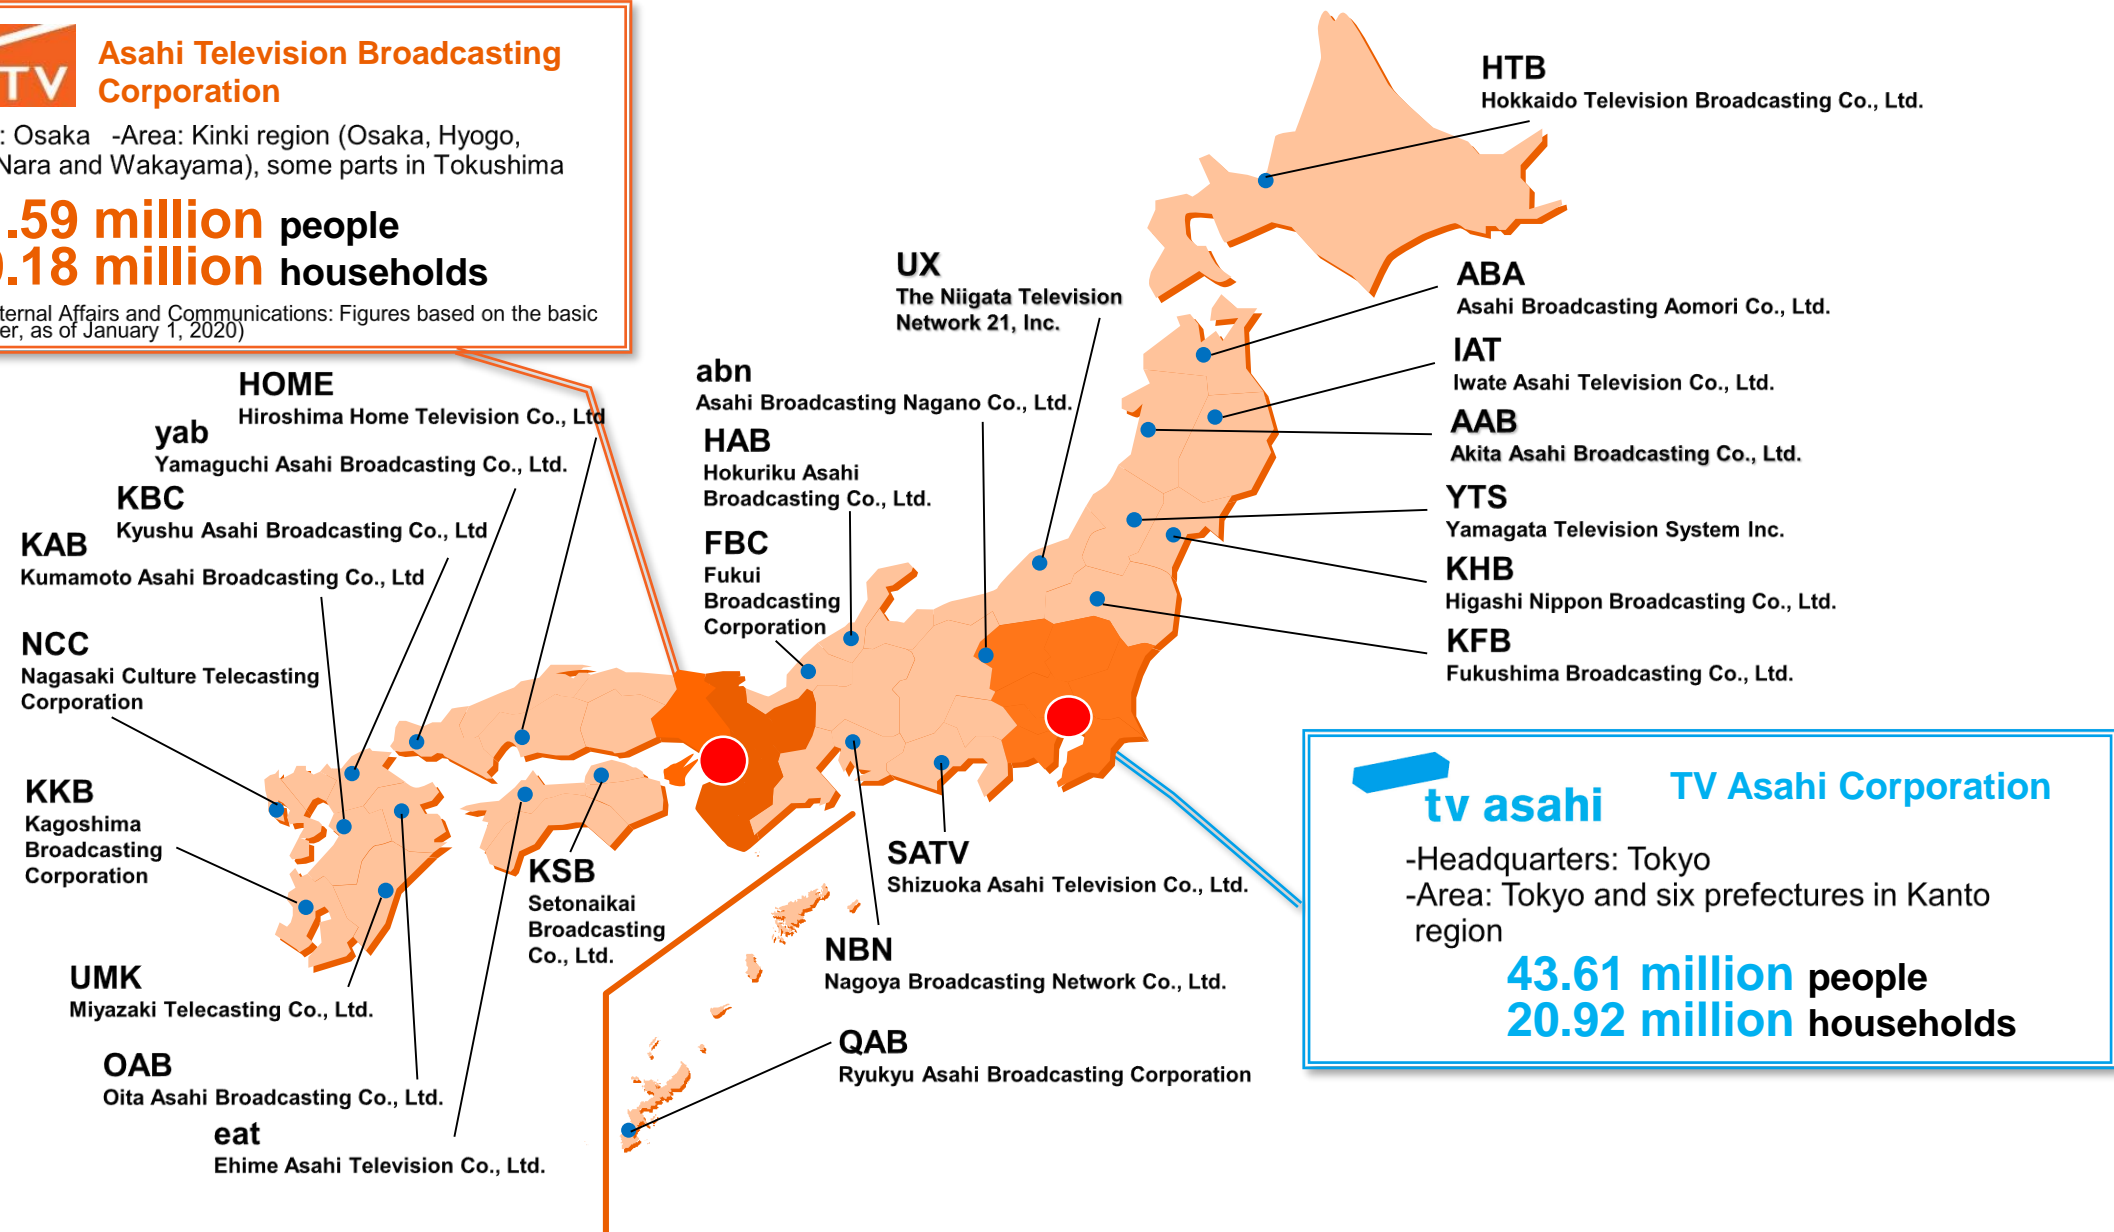 TV
Asahi Television Broadcasting
Corporation
: Osaka -Area: Kinki region (Osaka, Hyogo,
Nara and Wakayama), some parts in Tokushima
.59 million people
.18 million households
ternal Affairs and Communications: Figures based on the basic
er, as of January 1, 2020)
HTB
Hokkaido Television Broadcasting Co., Ltd.
UX
The Niigata Television
Network 21, Inc.
ABA
Asahi Broadcasting Aomori Co., Ltd.
IAT
Iwate Asahi Television Co., Ltd.
AAB
Akita Asahi Broadcasting Co., Ltd.
YTS
Yamagata Television System Inc.
KHB
Higashi Nippon Broadcasting Co., Ltd.
KFB
Fukushima Broadcasting Co., Ltd.
abn
Asahi Broadcasting Nagano Co., Ltd.
HAB
Hokuriku Asahi
Broadcasting Co., Ltd.
FBC
Fukui
Broadcasting
Corporation
HOME
Hiroshima Home Television Co., Ltd
yab
Yamaguchi Asahi Broadcasting Co., Ltd.
KBC
Kyushu Asahi Broadcasting Co., Ltd
KAB
Kumamoto Asahi Broadcasting Co., Ltd
NCC
Nagasaki Culture Telecasting
Corporation
KKB
Kagoshima
Broadcasting
Corporation
UMK
Miyazaki Telecasting Co., Ltd.
OAB
Oita Asahi Broadcasting Co., Ltd.
eat
Ehime Asahi Television Co., Ltd.
KSB
Setonaikai
Broadcasting
Co., Ltd.
SATV
Shizuoka Asahi Television Co., Ltd.
NBN
Nagoya Broadcasting Network Co., Ltd.
QAB
Ryukyu Asahi Broadcasting Corporation
tv asahi
TV Asahi Corporation
-Headquarters: Tokyo
-Area: Tokyo and six prefectures in Kanto
region
43.61 million people
20.92 million households